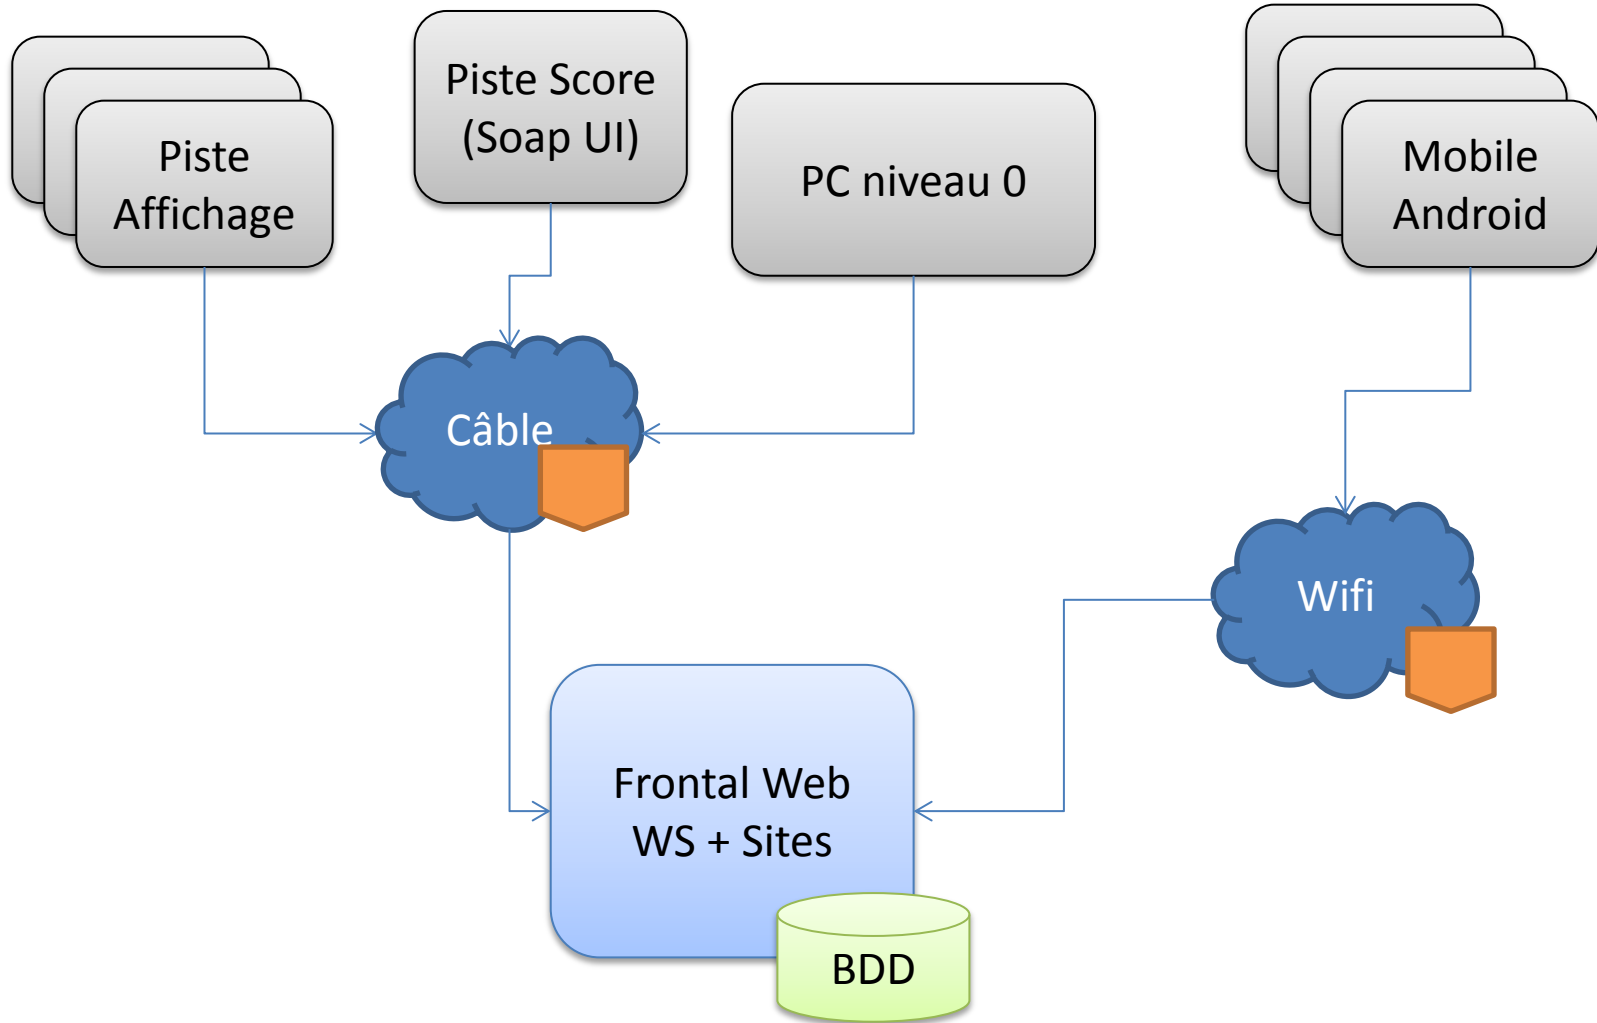 Piste
Affichage
Piste Score
(Soap UI)
PC niveau 0
Mobile
Android
Câble
Wifi
Frontal Web
WS + Sites
BDD